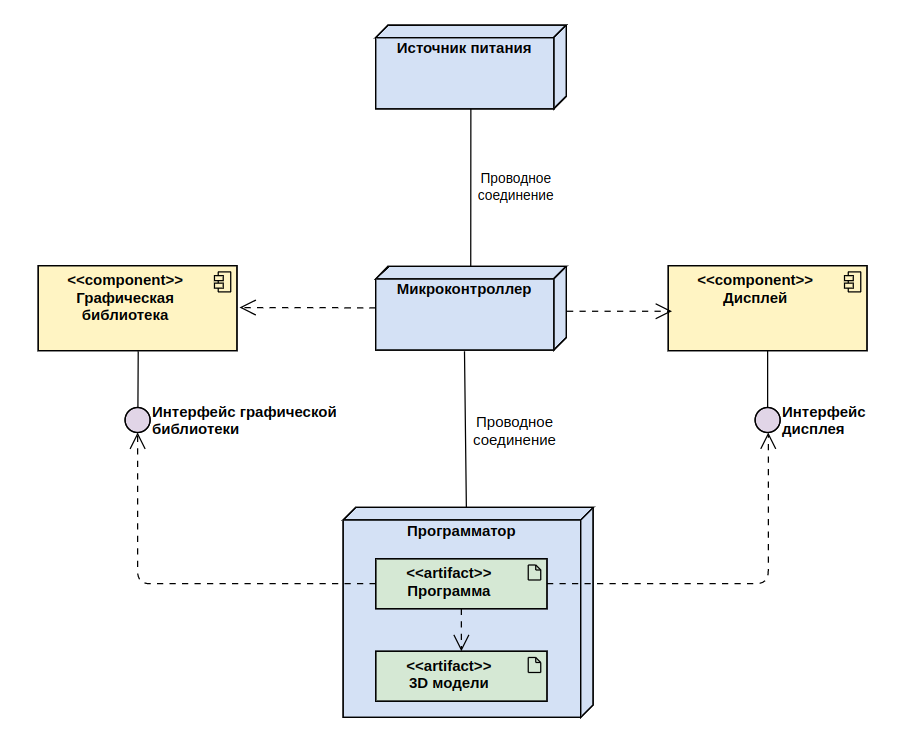 Источник питания
Проводное
соединение
<<component>>
Графическая
библиотека
Микроконтроллер
<<component>>
Дисплей
Интерфейс графической
библиотеки
Проводное
соединение
Интерфейс
дисплея
Программатор
<<artifact>>
Программа
<<artifact>>
3D модели